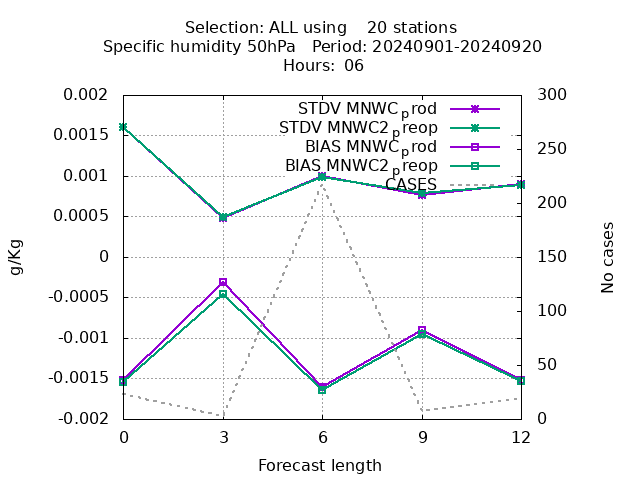 Selection: ALL using    20 stations
Specific humidity 50hPa   Period: 20240901-20240920
Hours: 06
0.002
0.0015
0.001
0.0005
0
-0.0005
-0.001
-0.0015
-0.002
g/Kg
STDV MNWC_prod
STDV MNWC2_preop
BIAS MNWC_prod
BIAS MNWC2_preop
CASES
300
250
200
150
100
50
0
No cases
0 3 6 9 12
Forecast length